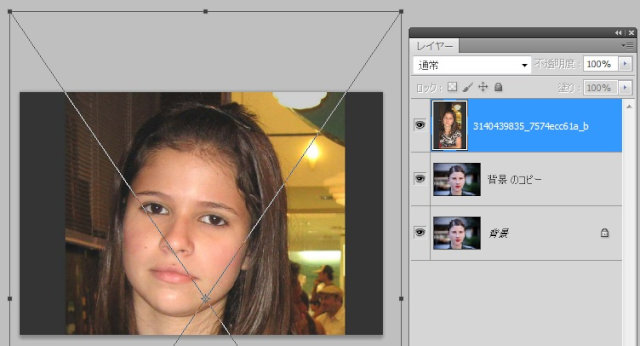 レイヤー
通常
不透明度: 100%
ロック:
塗り: 100%
3140439835_7574ecc61a_b
背景 のコピー
背景